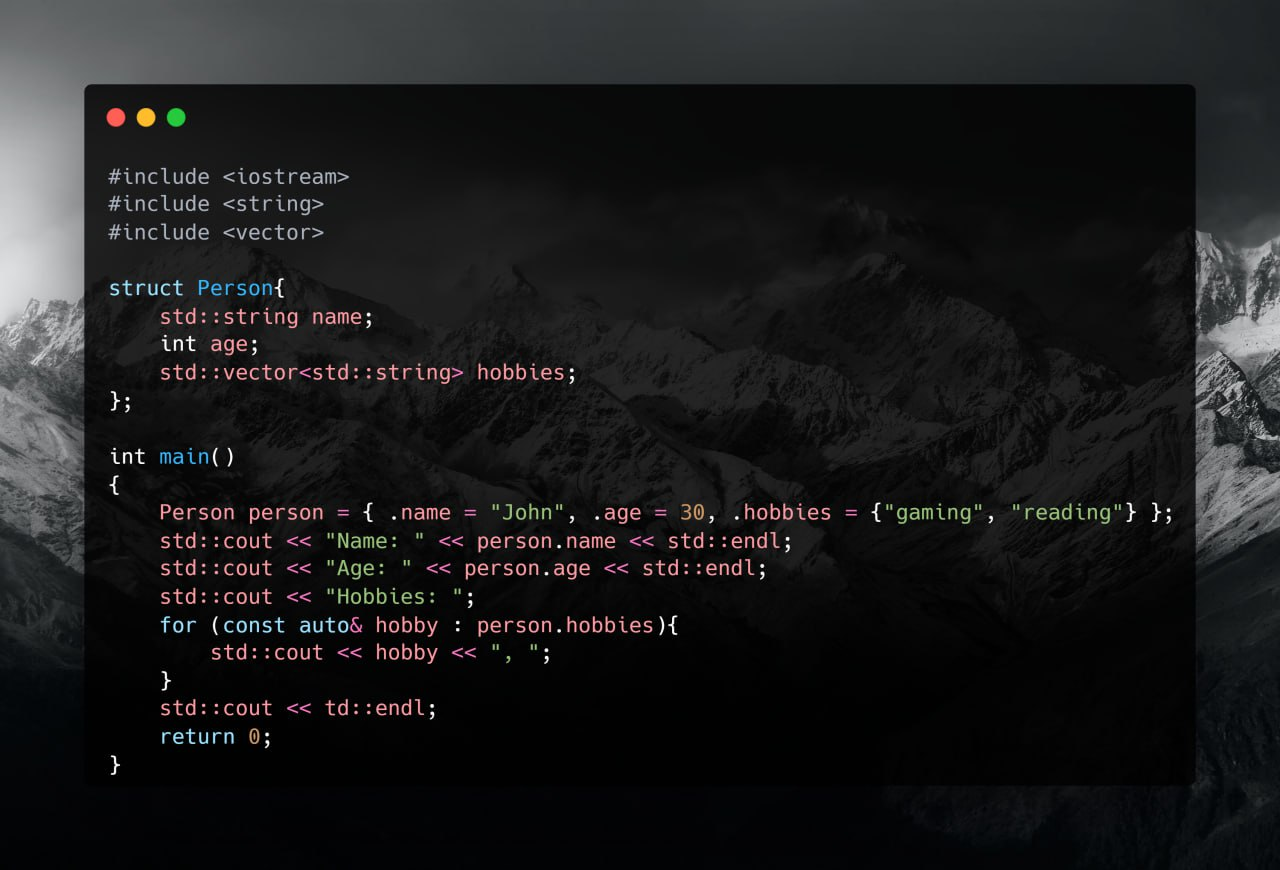 #include <iostream>
#include <string>
#include <vector>
struct Person{
    std::string name;
    int age;
    std::vector<std::string> hobbies;
};
int main()
{
    Person person = { .name = "John", .age = 30, .hobbies = {"gaming", "reading"} };
    std::cout << "Name: " << person.name << std::endl;
    std::cout << "Age: " << person.age << std::endl;
    std::cout << "Hobbies: ";
    for (const auto& hobby : person.hobbies){
        std::cout << hobby << ", ";
    }
    std::cout << td::endl;
    return 0;
}